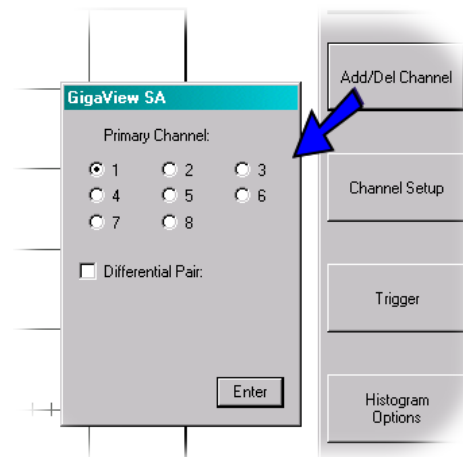 Add/Del Channel
GigaView SA
Primary Channel:
1 2 3
4 5 6
7 8
Differential Pair:
Enter
Channel Setup
Trigger
Histogram
Options